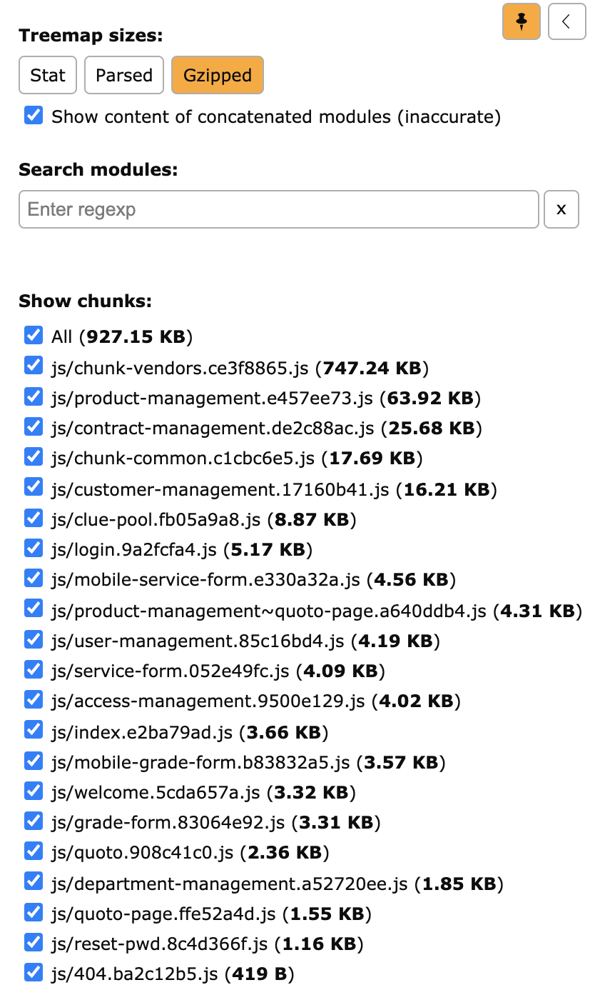 Treemap sizes:
Stat Parsed Gzipped
Show content of concatenated modules (inaccurate)
Search modules:
Enter regexp x
Show chunks:
All (927.15 KB)
js/chunk-vendors.ce3f8865.js (747.24 KB)
js/product-management.e457ee73.js (63.92 KB)
js/contract-management.de2c88ac.js (25.68 KB)
js/chunk-common.c1cbc6e5.js (17.69 KB)
js/customer-management.17160b41.js (16.21 KB)
js/clue-pool.fb05a9a8.js (8.87 KB)
js/login.9a2fcfa4.js (5.17 KB)
js/mobile-service-form.e330a32a.js (4.56 KB)
js/product-management~quoto-page.a640ddb4.js (4.31 KB)
js/user-management.85c16bd4.js (4.19 KB)
js/service-form.052e49fc.js (4.09 KB)
js/access-management.9500e129.js (4.02 KB)
js/index.e2ba79ad.js (3.66 KB)
js/mobile-grade-form.b83832a5.js (3.57 KB)
js/welcome.5cda657a.js (3.32 KB)
js/grade-form.83064e92.js (3.31 KB)
js/quoto.908c41c0.js (2.36 KB)
js/department-management.a52720ee.js (1.85 KB)
js/quoto-page.ffe52a4d.js (1.55 KB)
js/reset-pwd.8c4d366f.js (1.16 KB)
js/404.ba2c12b5.js (419 B)